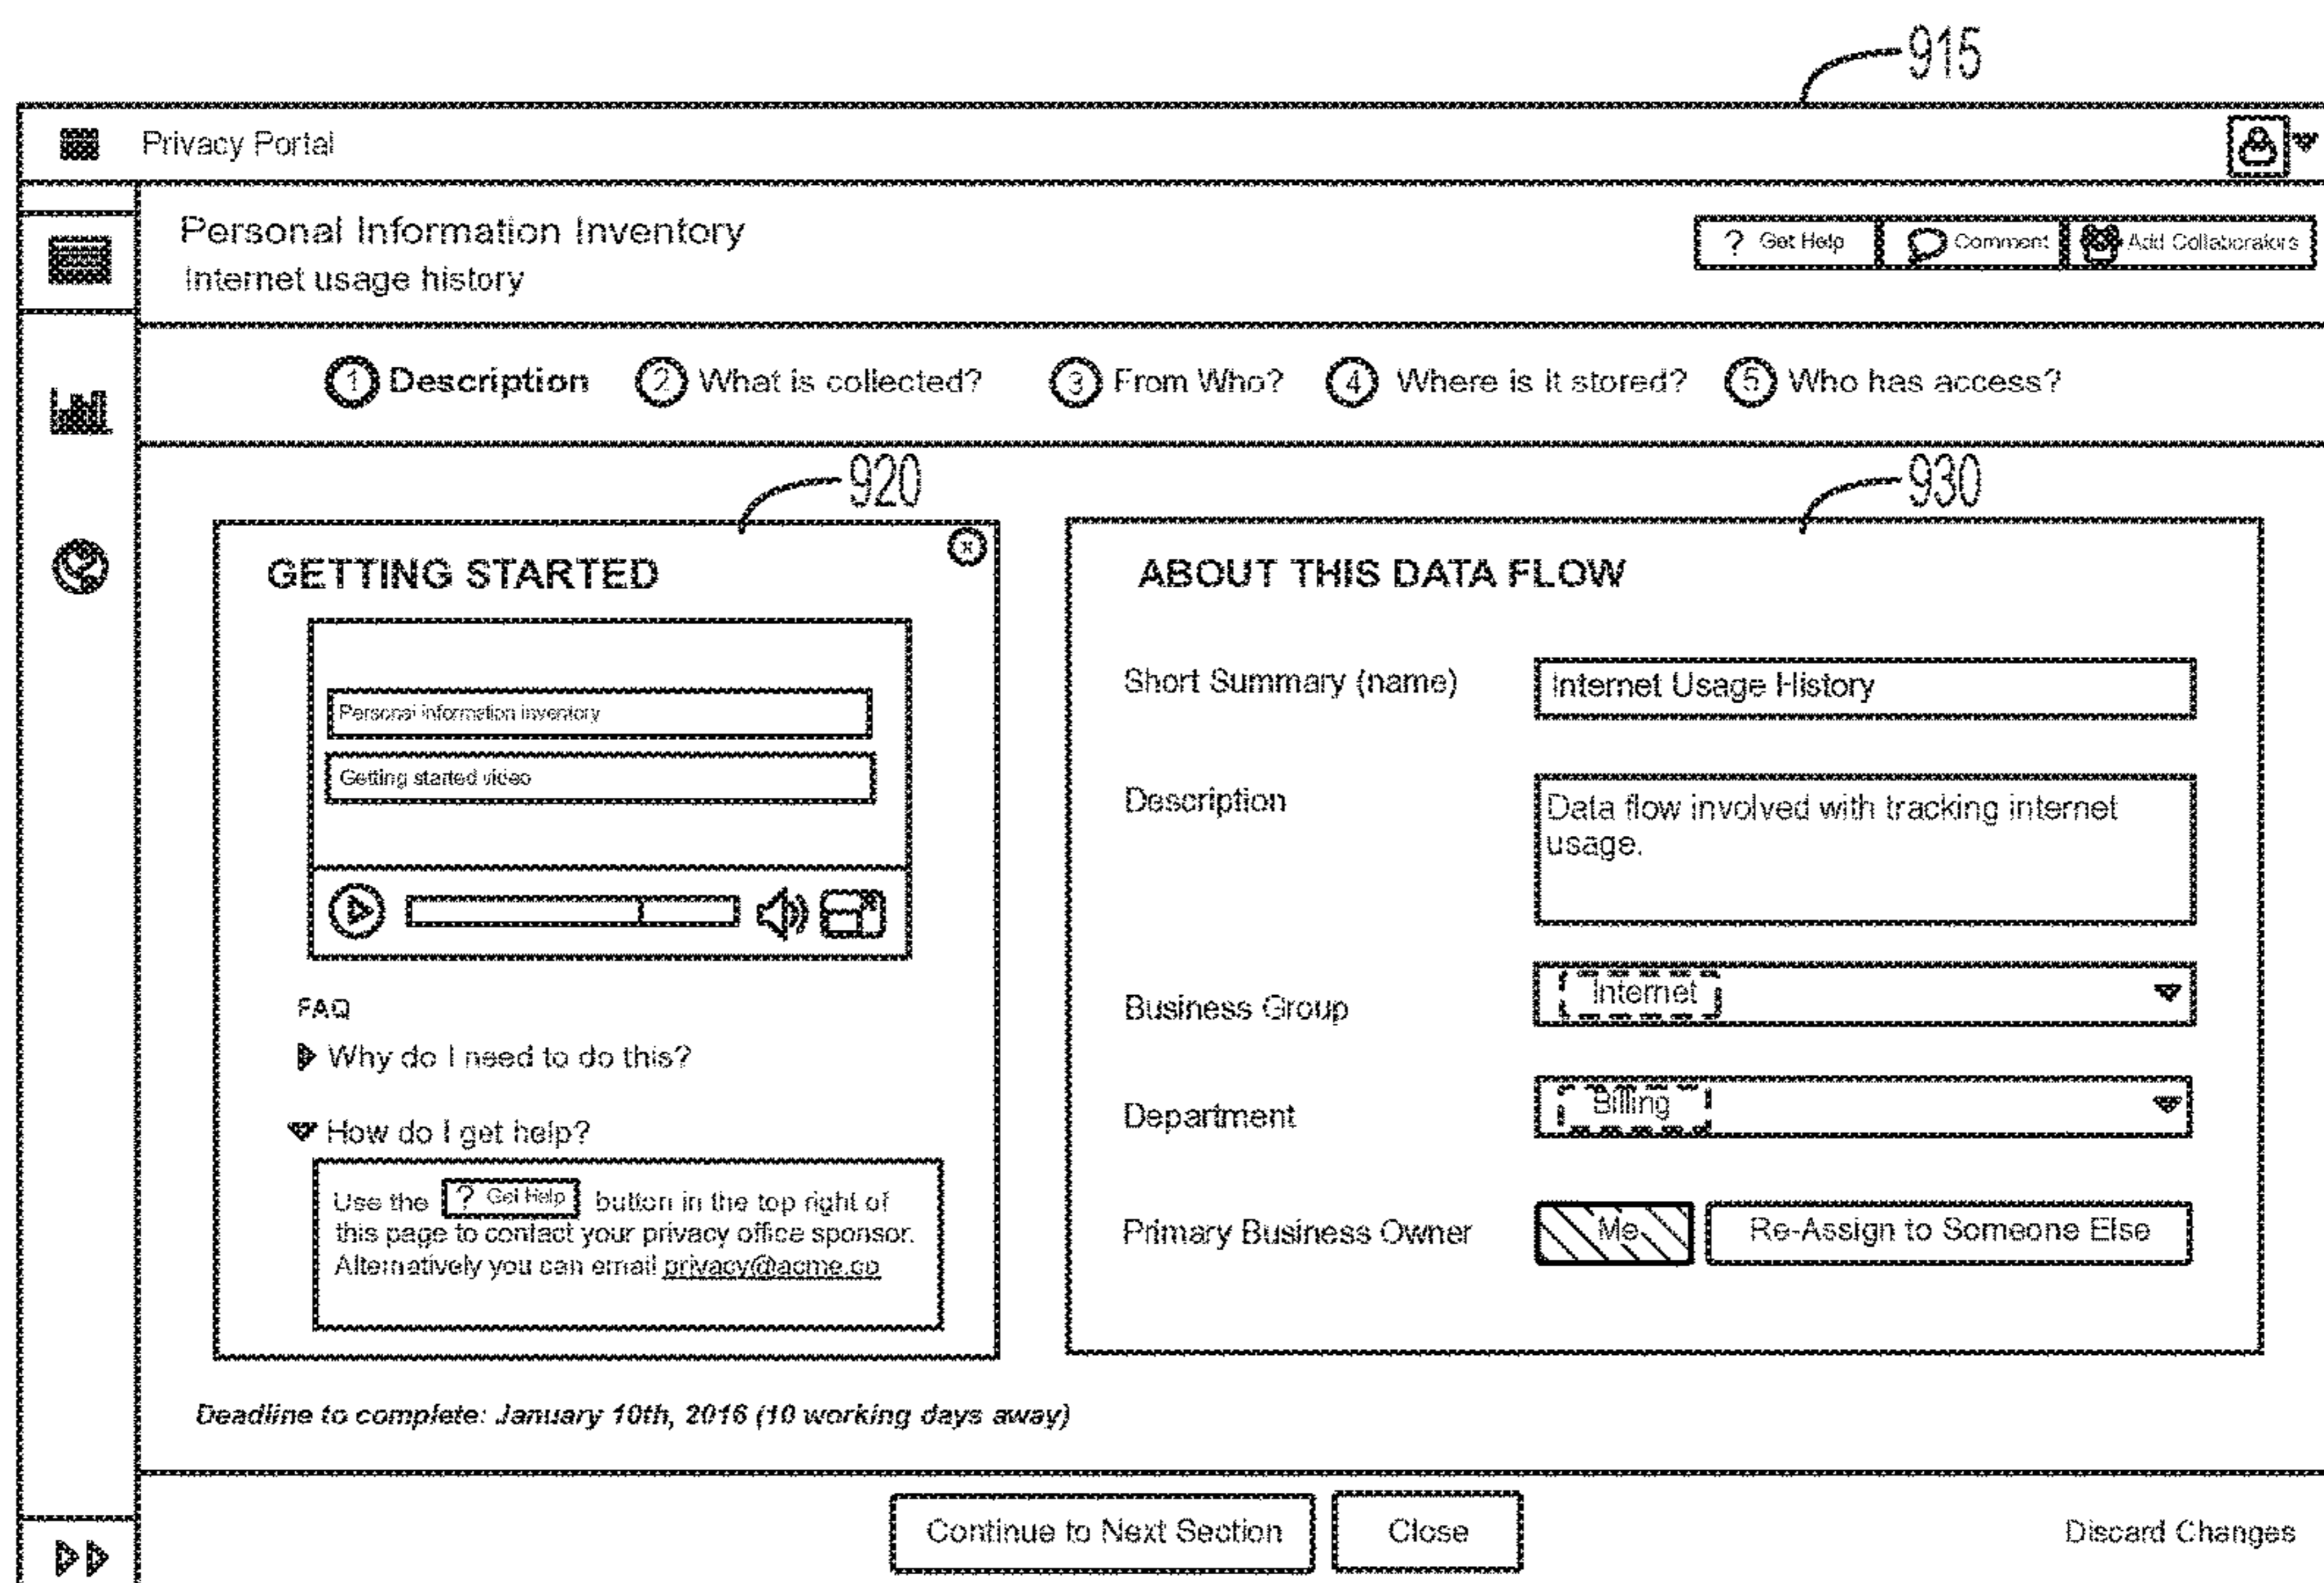 915
Privacy Portal
Personal Information Inventory
Internet usage history
? Get Help
Comment
Add Collaborators
1 Description
2 What is collected?
3 From Who?
4 Where is it stored?
5 Who has access?
920
930
GETTING STARTED
x
Personal information inventory
Getting started video
FAQ
Why do I need to do this?
How do I get help?
Use the ? Get Help button in the top right of
this page to contact your privacy office sponsor.
Alternatively you can email privacy@acme.co
ABOUT THIS DATA FLOW
Short Summary (name)
Internet Usage History
Description
Data flow involved with tracking internet
usage.
Business Group
Internet
Department
Billing
Primary Business Owner
Me
Re-Assign to Someone Else
Deadline to complete: January 10th, 2016 (10 working days away)
Continue to Next Section
Close
Discard Changes